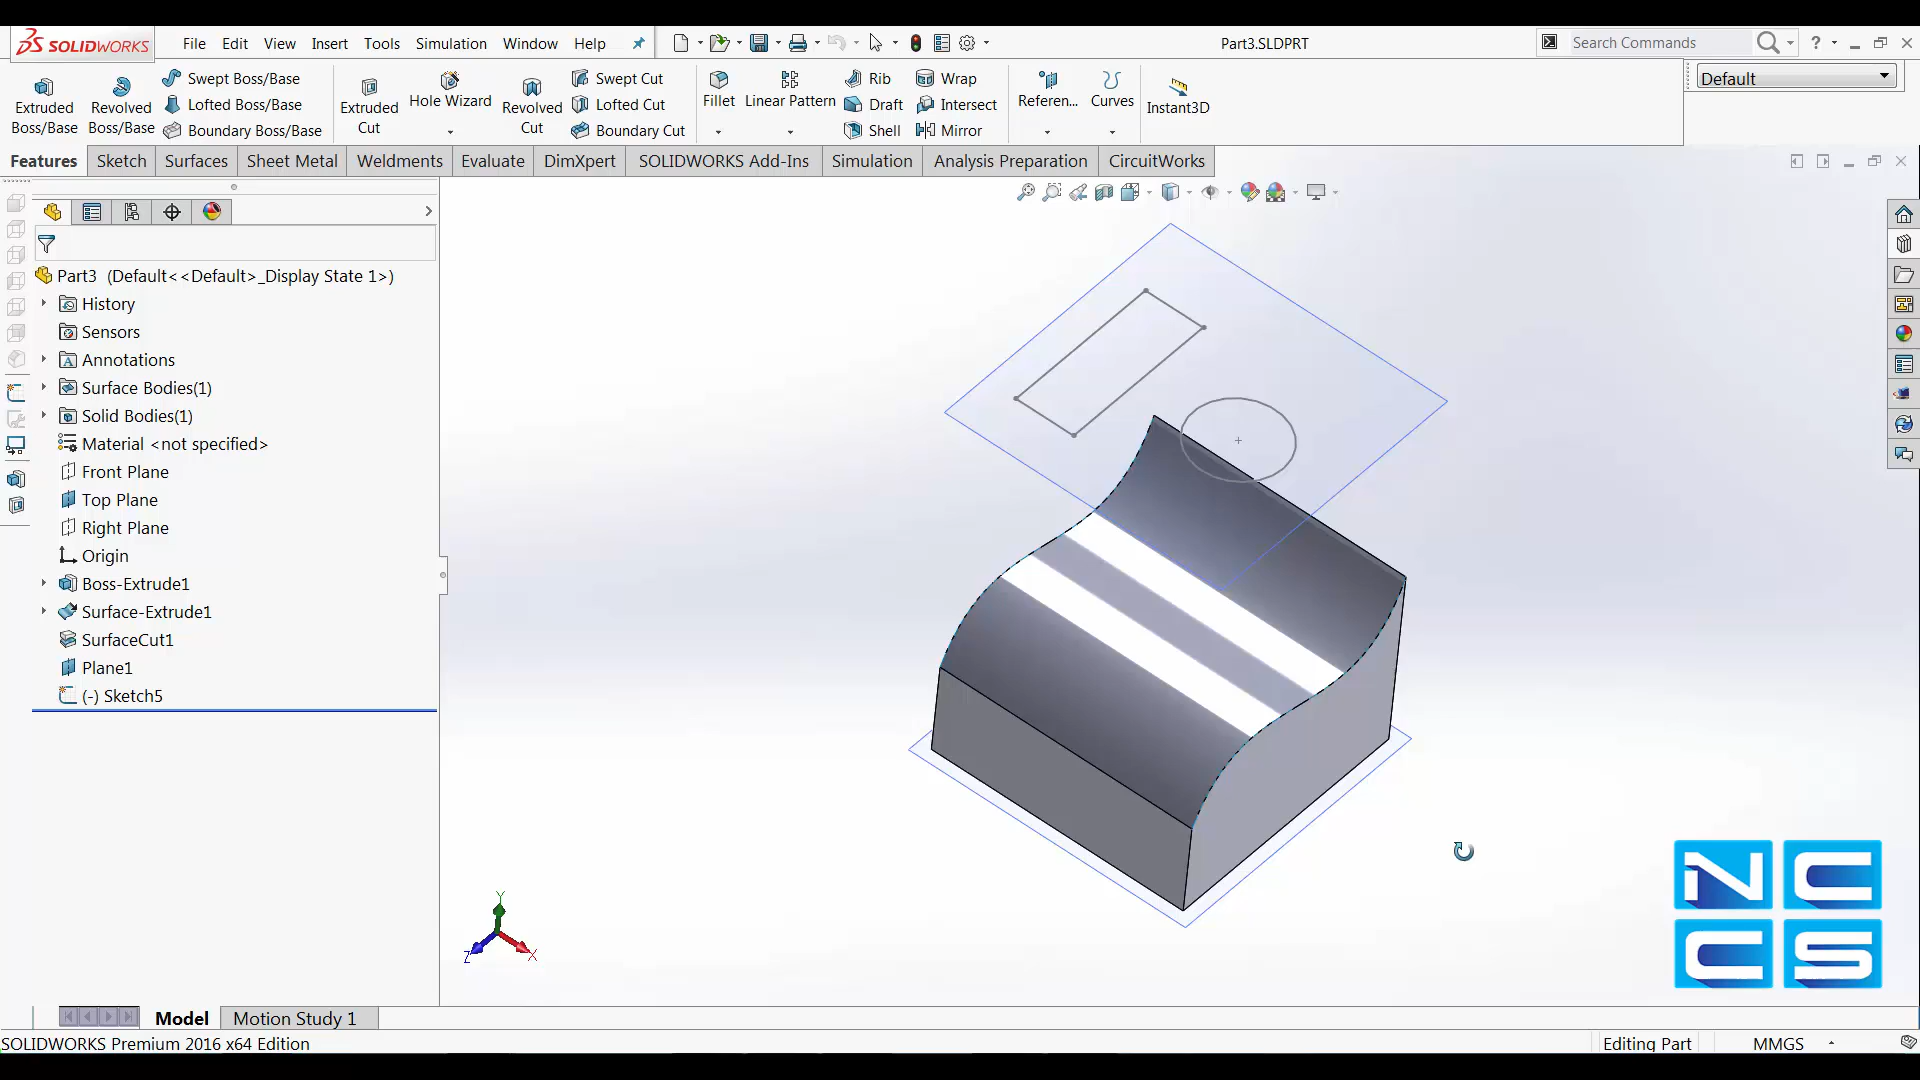 SOLIDWORKS File Edit View Insert Tools Simulation Window Help Part3.SLDPRT Search Commands ?
Extruded Boss/Base
Revolved Boss/Base
Swept Boss/Base
Lofted Boss/Base
Boundary Boss/Base
Extruded Cut
Hole Wizard
Revolved Cut
Swept Cut
Lofted Cut
Boundary Cut
Fillet
Linear Pattern
Rib
Draft
Shell
Wrap
Intersect
Mirror
Referen...
Curves
Instant3D
Default
Features Sketch Surfaces Sheet Metal Weldments Evaluate DimXpert SOLIDWORKS Add-Ins Simulation Analysis Preparation CircuitWorks
Part3 (Default<<Default>_Display State 1>)
History
Sensors
A Annotations
Surface Bodies(1)
Solid Bodies(1)
Material <not specified>
Front Plane
Top Plane
Right Plane
Origin
Boss-Extrude1
Surface-Extrude1
SurfaceCut1
Plane1
(-) Sketch5
Y
Z X
NC
CS
Model Motion Study 1
SOLIDWORKS Premium 2016 x64 Edition Editing Part MMGS